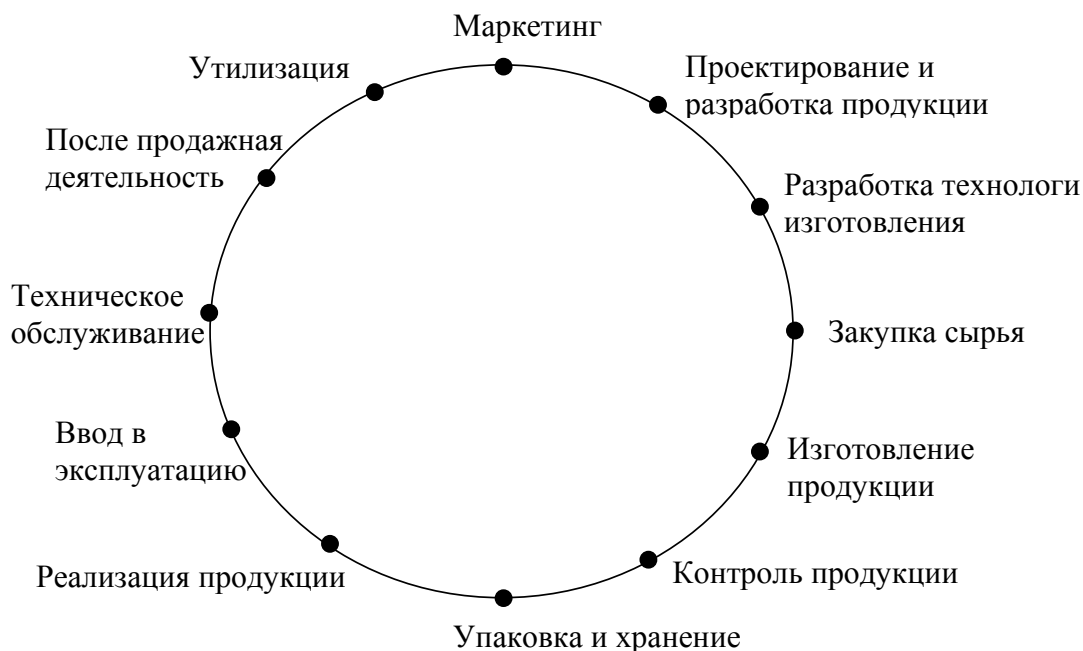 Маркетинг
Проектирование и
разработка продукции
Разработка технологи
изготовления
Закупка сырья
Изготовление
продукции
Контроль продукции
Упаковка и хранение
Реализация продукции
Ввод в
эксплуатацию
Техническое
обслуживание
После продажная
деятельность
Утилизация